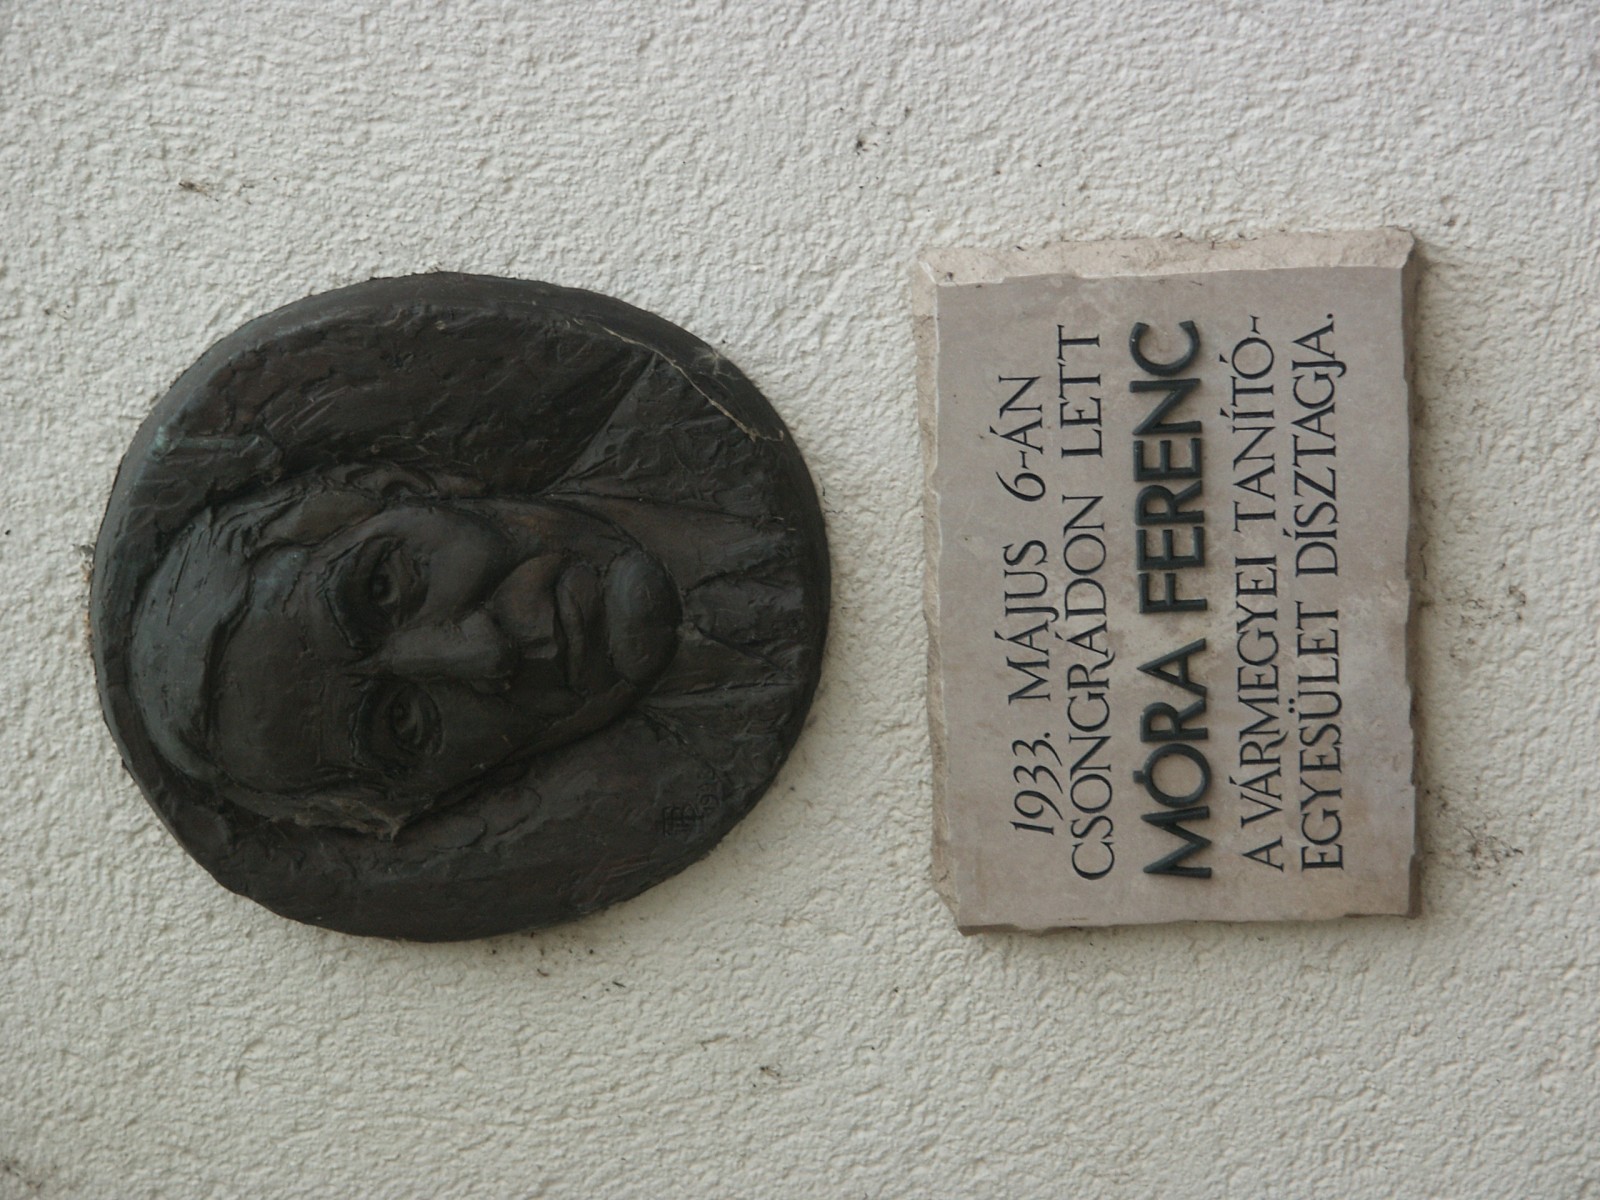 1933. MÁJUS 6-ÁN
CSONGRÁDON LETT
MÓRA FERENC
A VÁRMEGYEI TANÍTÓ-
EGYESÜLET DÍSZTAGJA.